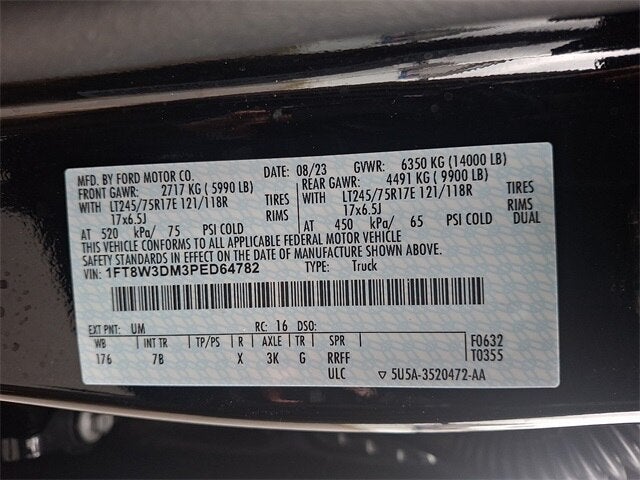 MFD. BY FORD MOTOR CO. DATE: 08/23 GVWR: 6350 KG (14000 LB)
FRONT GAWR: 2717 KG (5990 LB) REAR GAWR: 4491 KG (9900 LB)
WITH LT245/75R17E 121/118R TIRES WITH LT245/75R17E 121/118R TIRES
17x6.5J RIMS 17x6.5J RIMS
AT 520 kPa/ 75 PSI COLD AT 450 kPa/ 65 PSI COLD DUAL
THIS VEHICLE CONFORMS TO ALL APPLICABLE FEDERAL MOTOR VEHICLE
SAFETY STANDARDS IN EFFECT ON THE DATE OF MANUFACTURE SHOWN ABOVE.
VIN: 1FT8W3DM3PED64782 TYPE: Truck
EXT PNT: UM RC: 16 DSO:
WB INT TR TP/PS R AXLE TR SPR F0632
176 7B X 3K G RRFF T0355
ULC ▽ 5U5A-3520472-AA